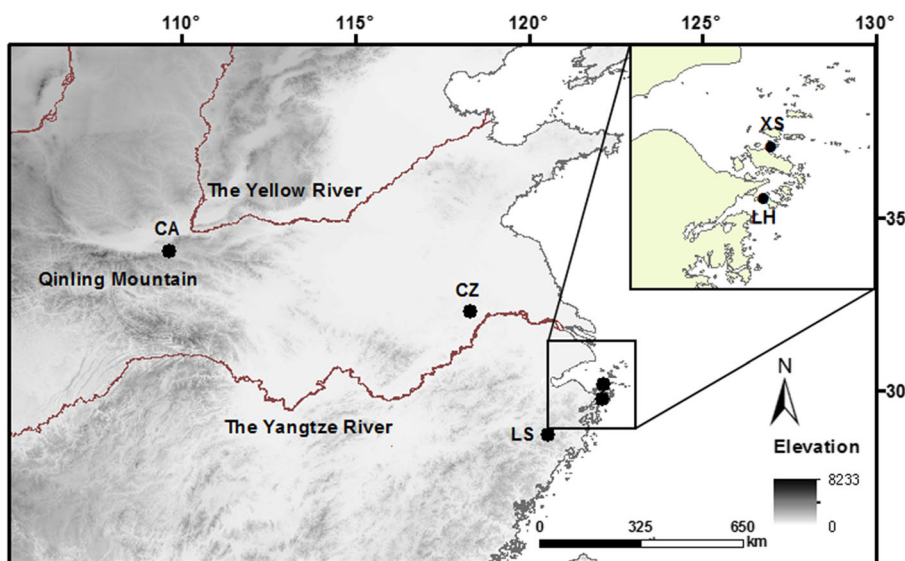 110° 115° 120° 125° 130°
XS
The Yellow River
LH
35°
CA
Qinling Mountain
CZ
N
30°
The Yangtze River
LS
Elevation
8233
0
0 325 650
km